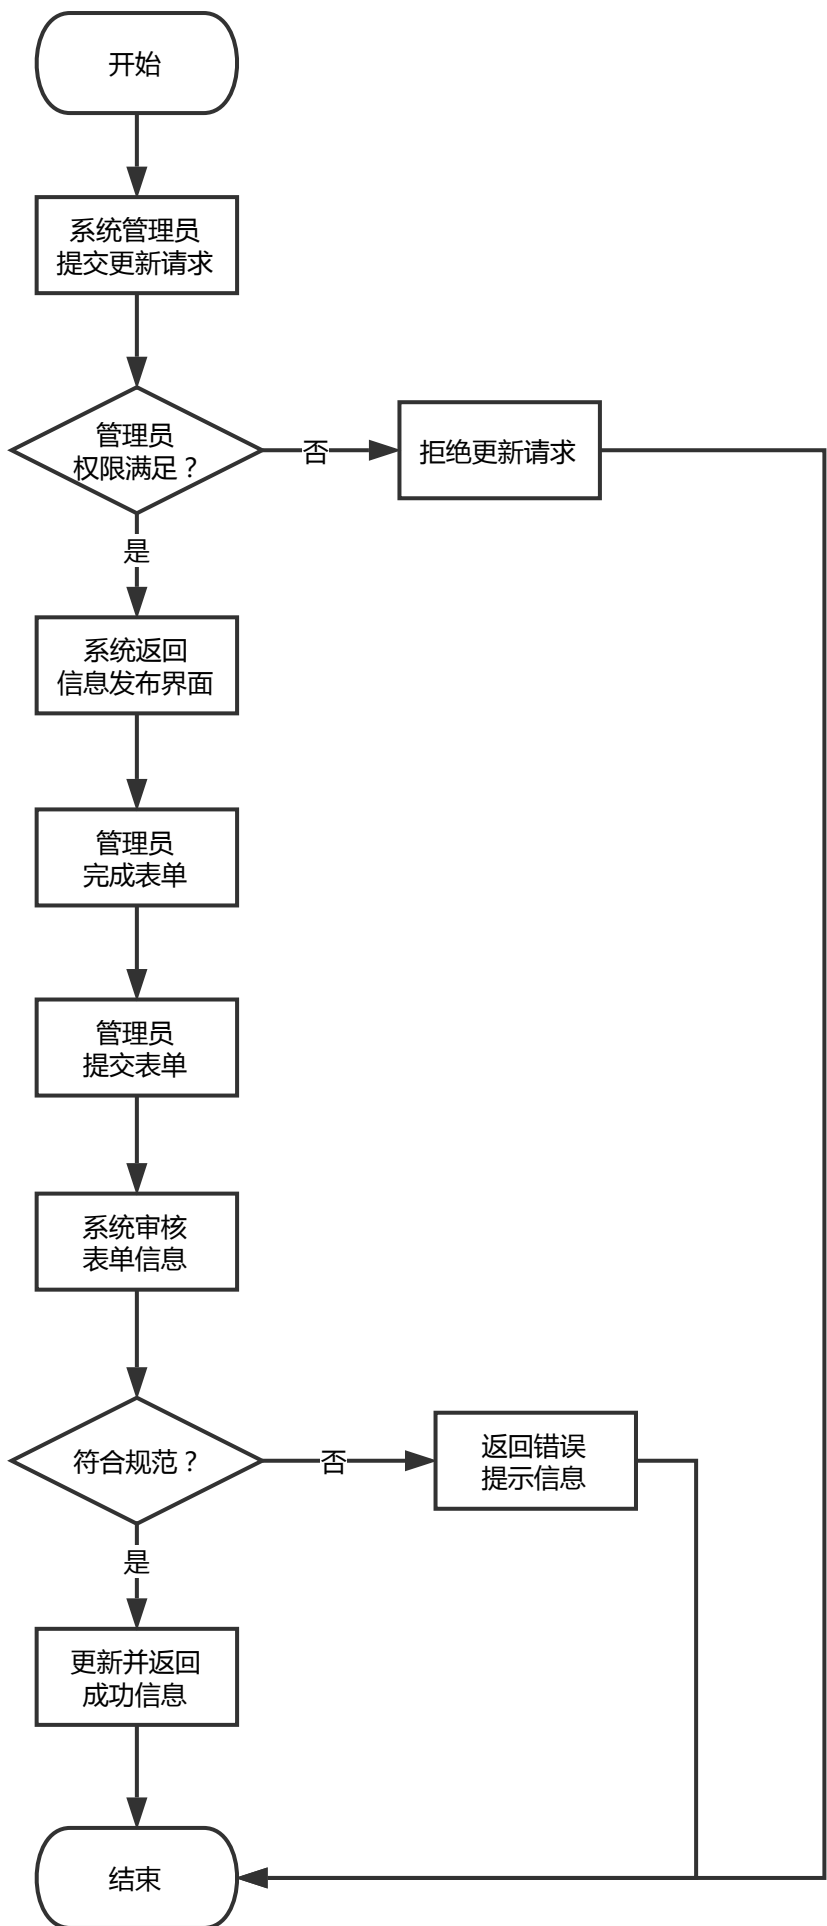 开始
系统管理员
提交更新请求
管理员
权限满足？
否
拒绝更新请求
是
系统返回
信息发布界面
管理员
完成表单
管理员
提交表单
系统审核
表单信息
符合规范？
否
返回错误
提示信息
是
更新并返回
成功信息
结束